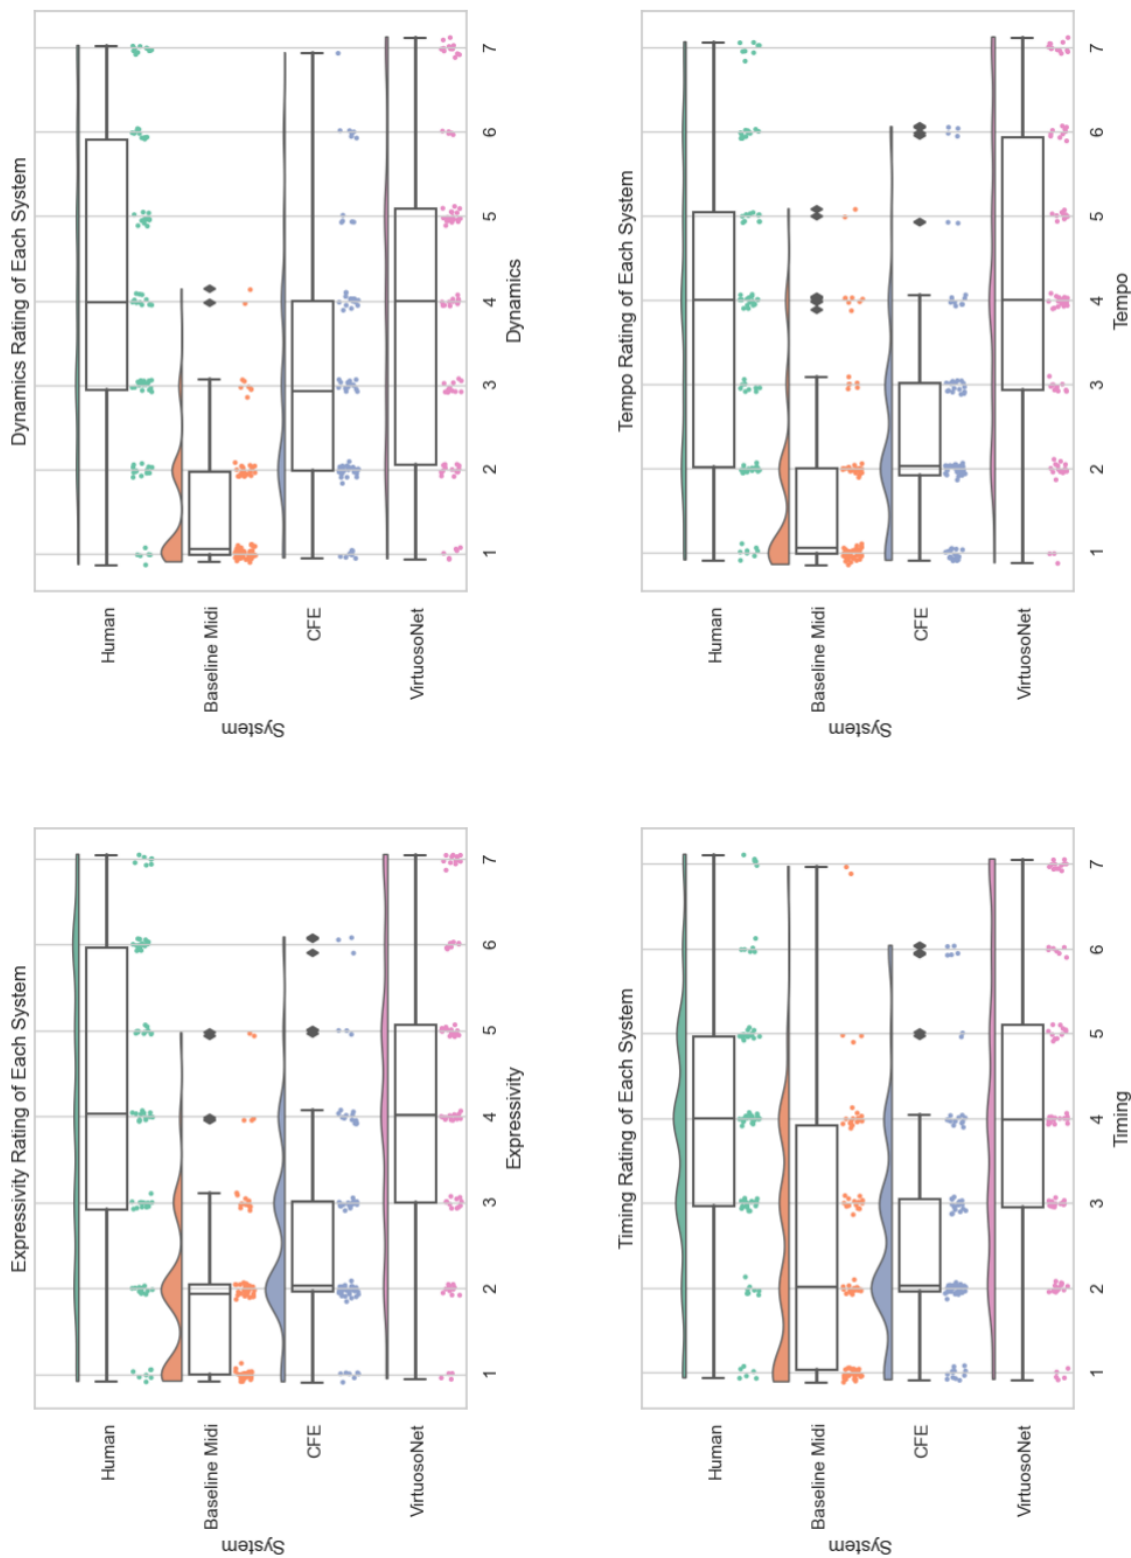 Expressivity Rating of Each System
System
Human
Baseline Midi
CFE
VirtuosoNet
1 2 3 4 5 6 7
Expressivity
Dynamics Rating of Each System
System
Human
Baseline Midi
CFE
VirtuosoNet
1 2 3 4 5 6 7
Dynamics
Timing Rating of Each System
System
Human
Baseline Midi
CFE
VirtuosoNet
1 2 3 4 5 6 7
Timing
Tempo Rating of Each System
System
Human
Baseline Midi
CFE
VirtuosoNet
1 2 3 4 5 6 7
Tempo